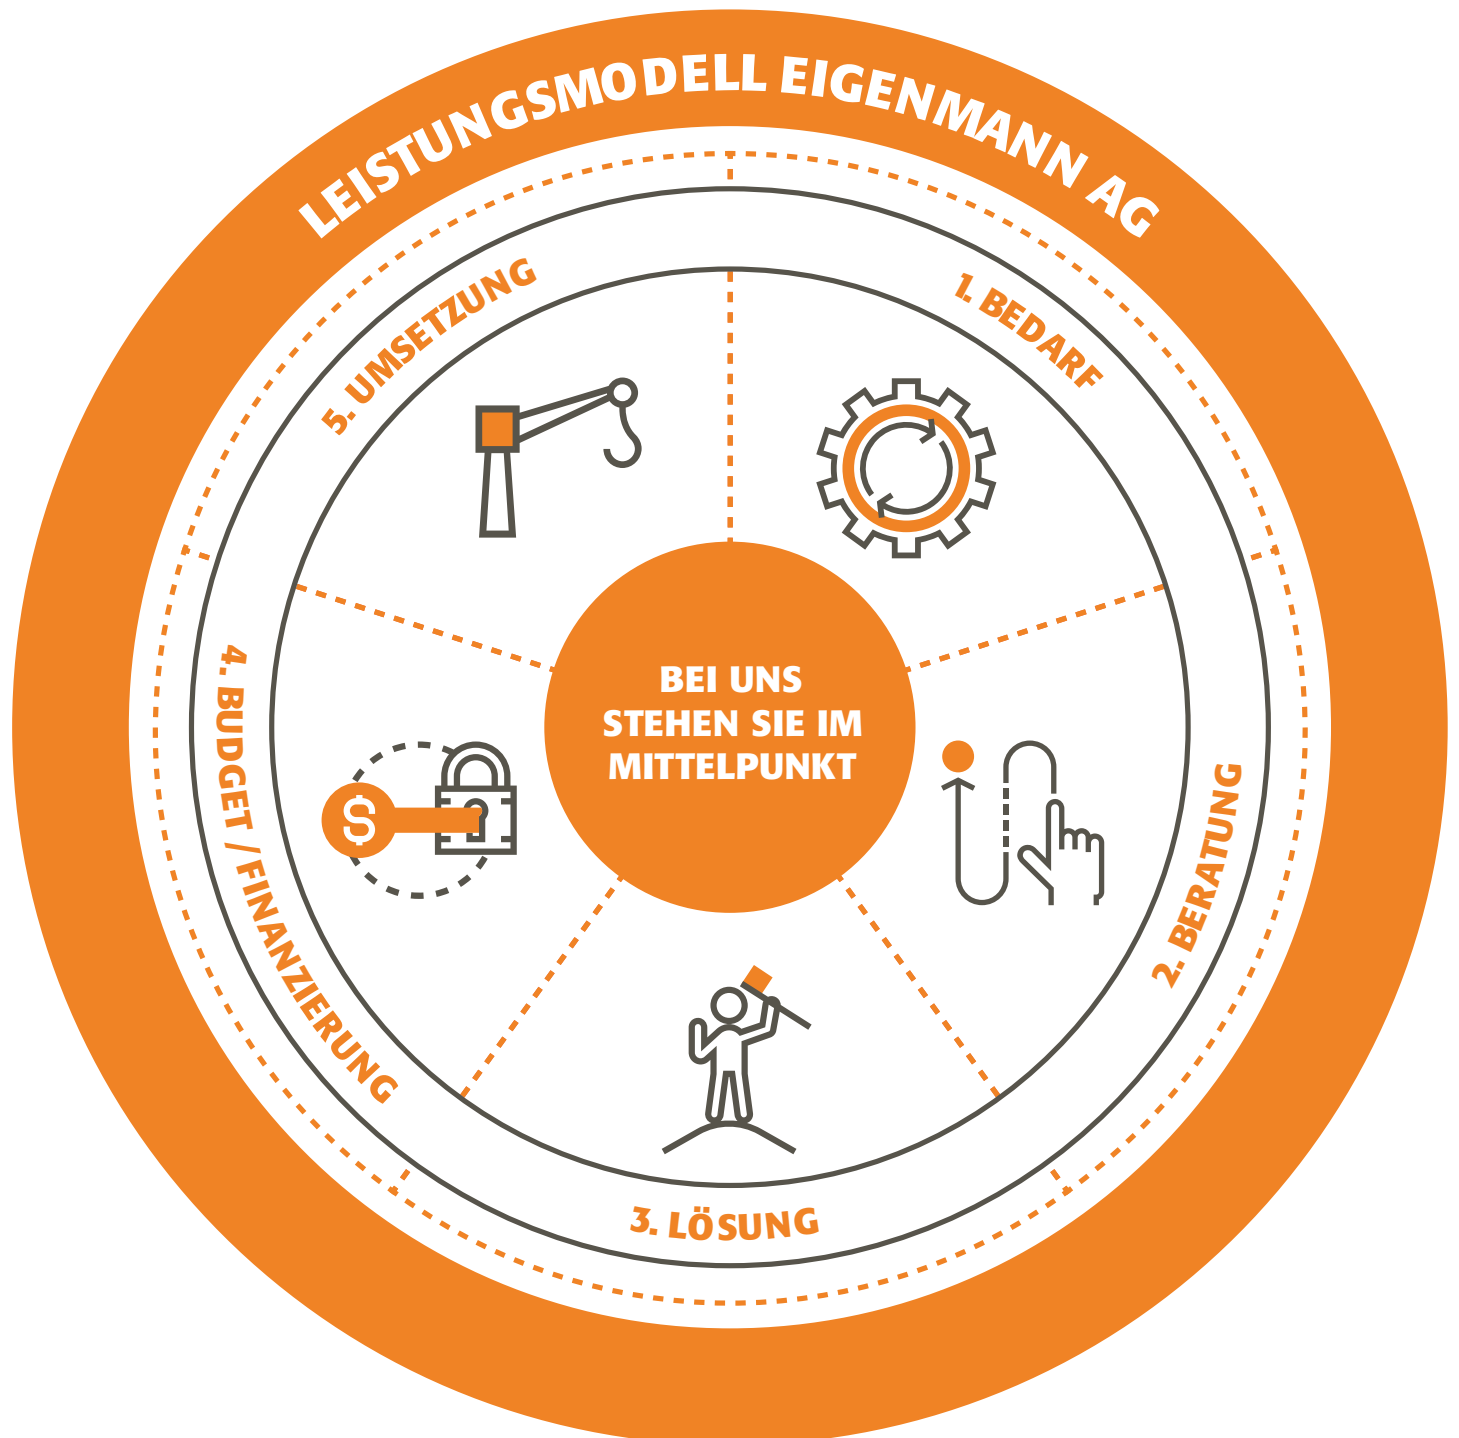 LEISTUNGSMODELL EIGENMANN AG
1. BEDARF
2. BERATUNG
3. LÖSUNG
4. BUDGET / FINANZIERUNG
5. UMSETZUNG
BEI UNS
STEHEN SIE IM
MITTELPUNKT
$